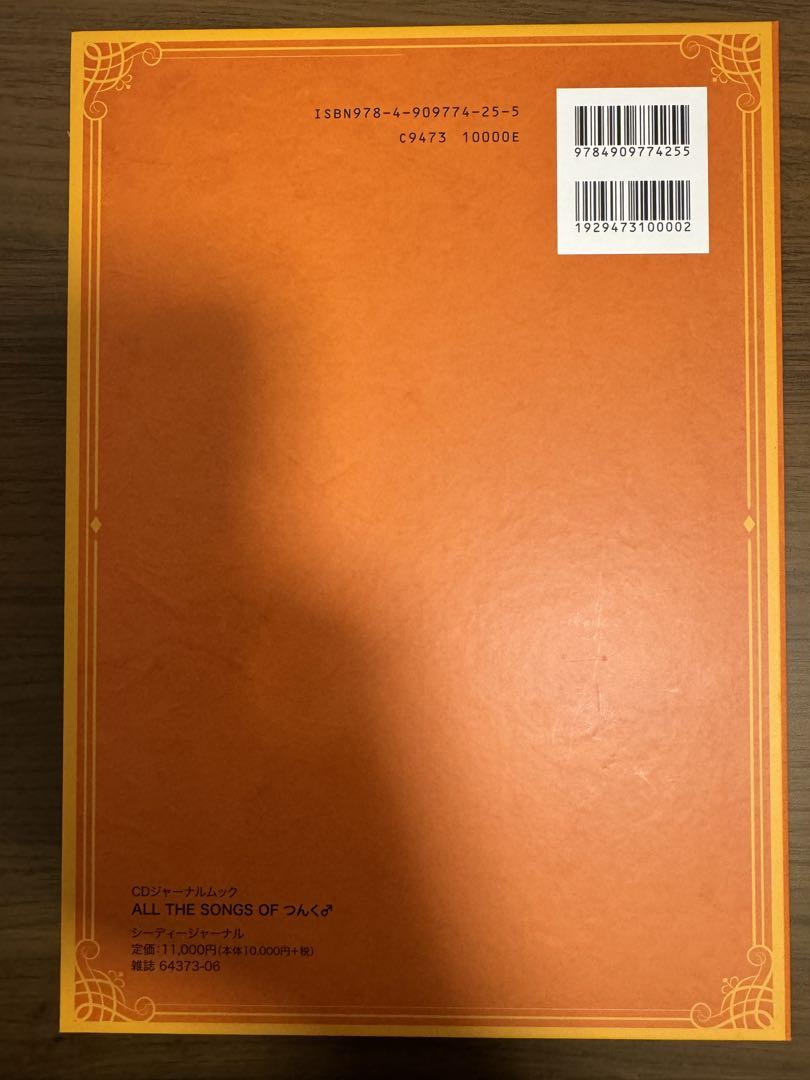 ISBN978-4-909774-25-5
C9473 10000E
9784909774255
1929473100002
CDジャーナルムック
ALL THE SONGS OF つんく♂
シーディージャーナル
定価:11,000円(本体10,000円+税)
雑誌 64373-06